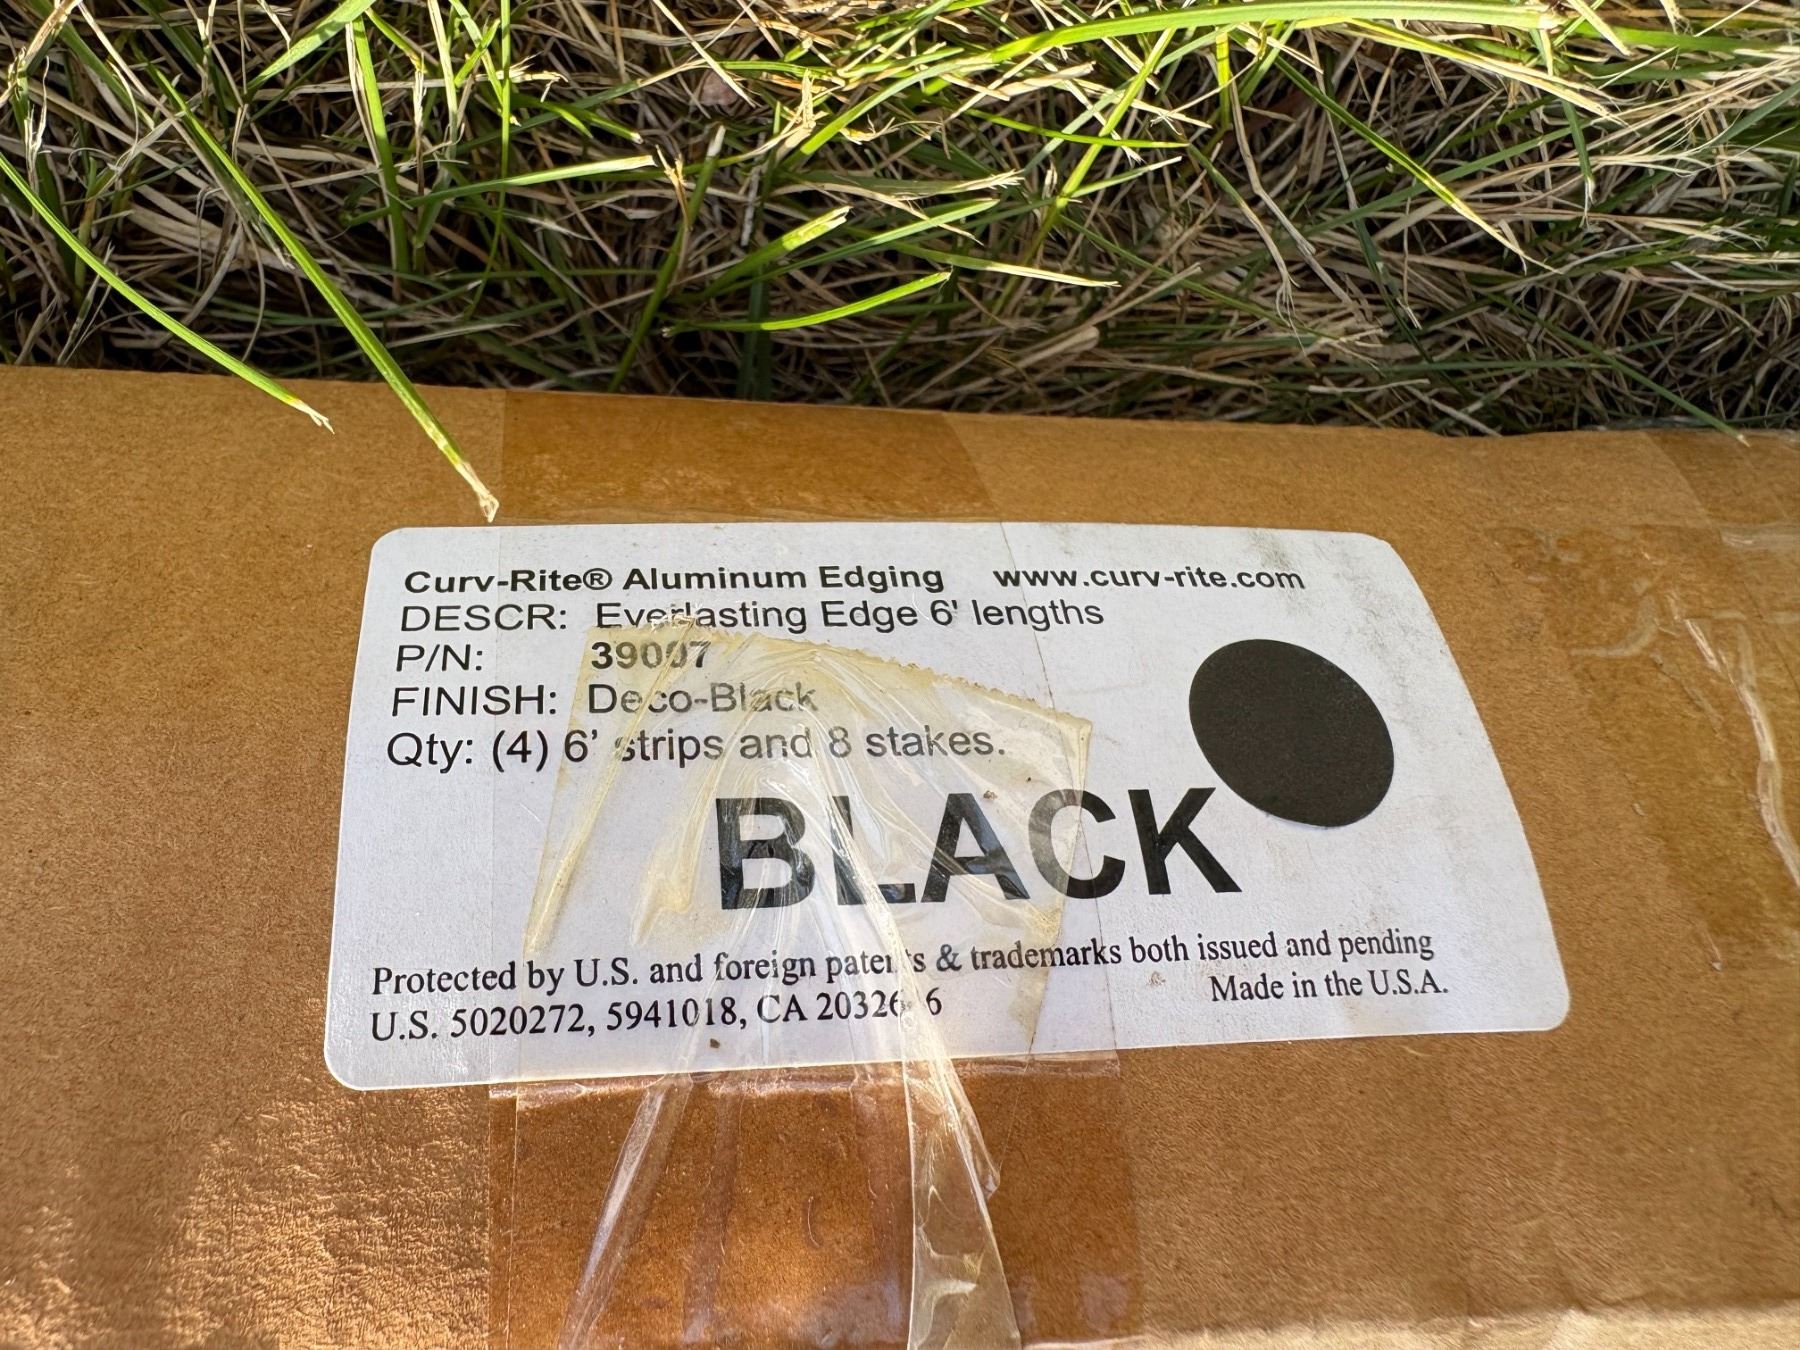 Curv-Rite® Aluminum Edging www.curv-rite.com
DESCR: Everlasting Edge 6' lengths
P/N: 39007
FINISH: Deco-Black
Qty: (4) 6’ strips and 8 stakes.
BLACK
Protected by U.S. and foreign patents & trademarks both issued and pending
U.S. 5020272, 5941018, CA
Made in the U.S.A.